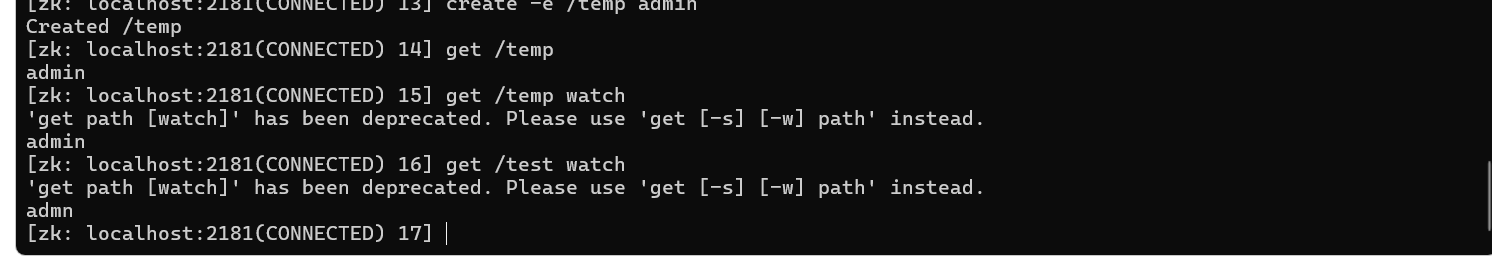 [zk: localhost:2181(CONNECTED) 13] create -e /temp admin
Created /temp
[zk: localhost:2181(CONNECTED) 14] get /temp
admin
[zk: localhost:2181(CONNECTED) 15] get /temp watch
'get path [watch]' has been deprecated. Please use 'get [-s] [-w] path' instead.
admin
[zk: localhost:2181(CONNECTED) 16] get /test watch
'get path [watch]' has been deprecated. Please use 'get [-s] [-w] path' instead.
admn
[zk: localhost:2181(CONNECTED) 17]